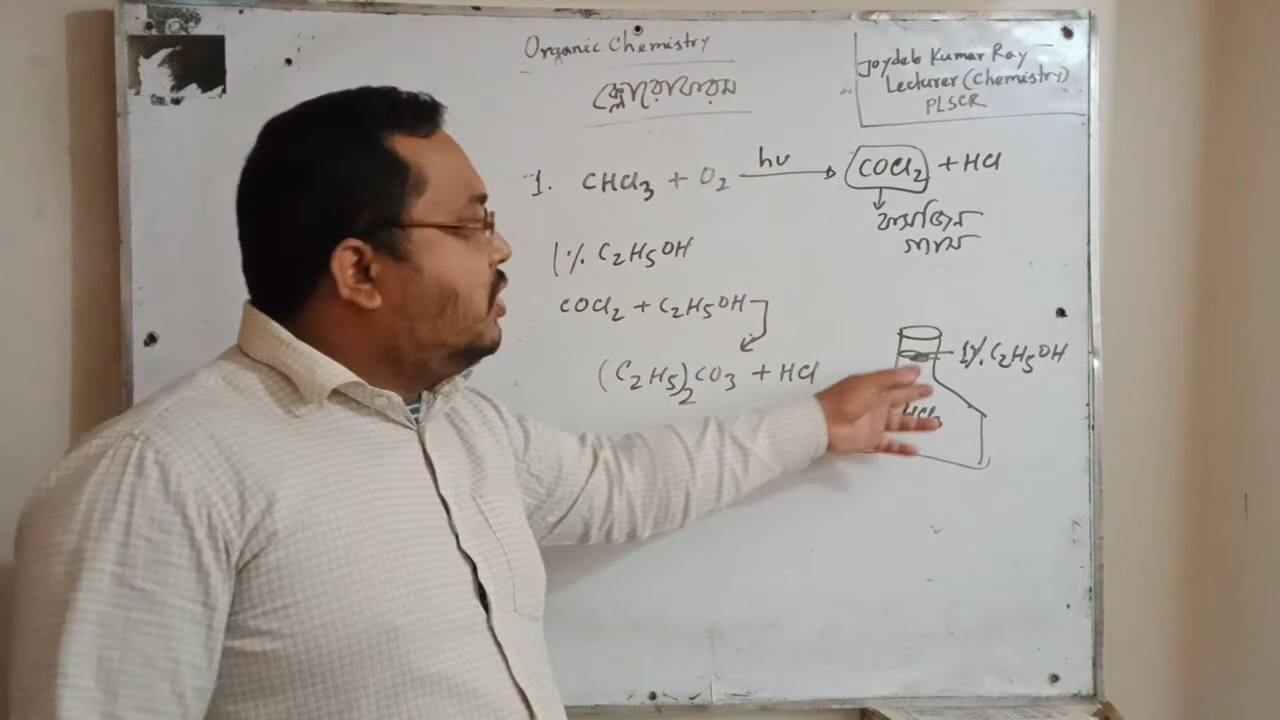 Organic Chemistry
ক্লোরোফরম
Joydeb Kumar Ray
Lecturer (Chemistry)
PLSCR
1. CHCl3 + O2 hν → COCl2 + HCl
ফসজিন
গ্যাস
1% C2H5OH
COCl2 + C2H5OH
(C2H5)2CO3 + HCl
1% C2H5OH